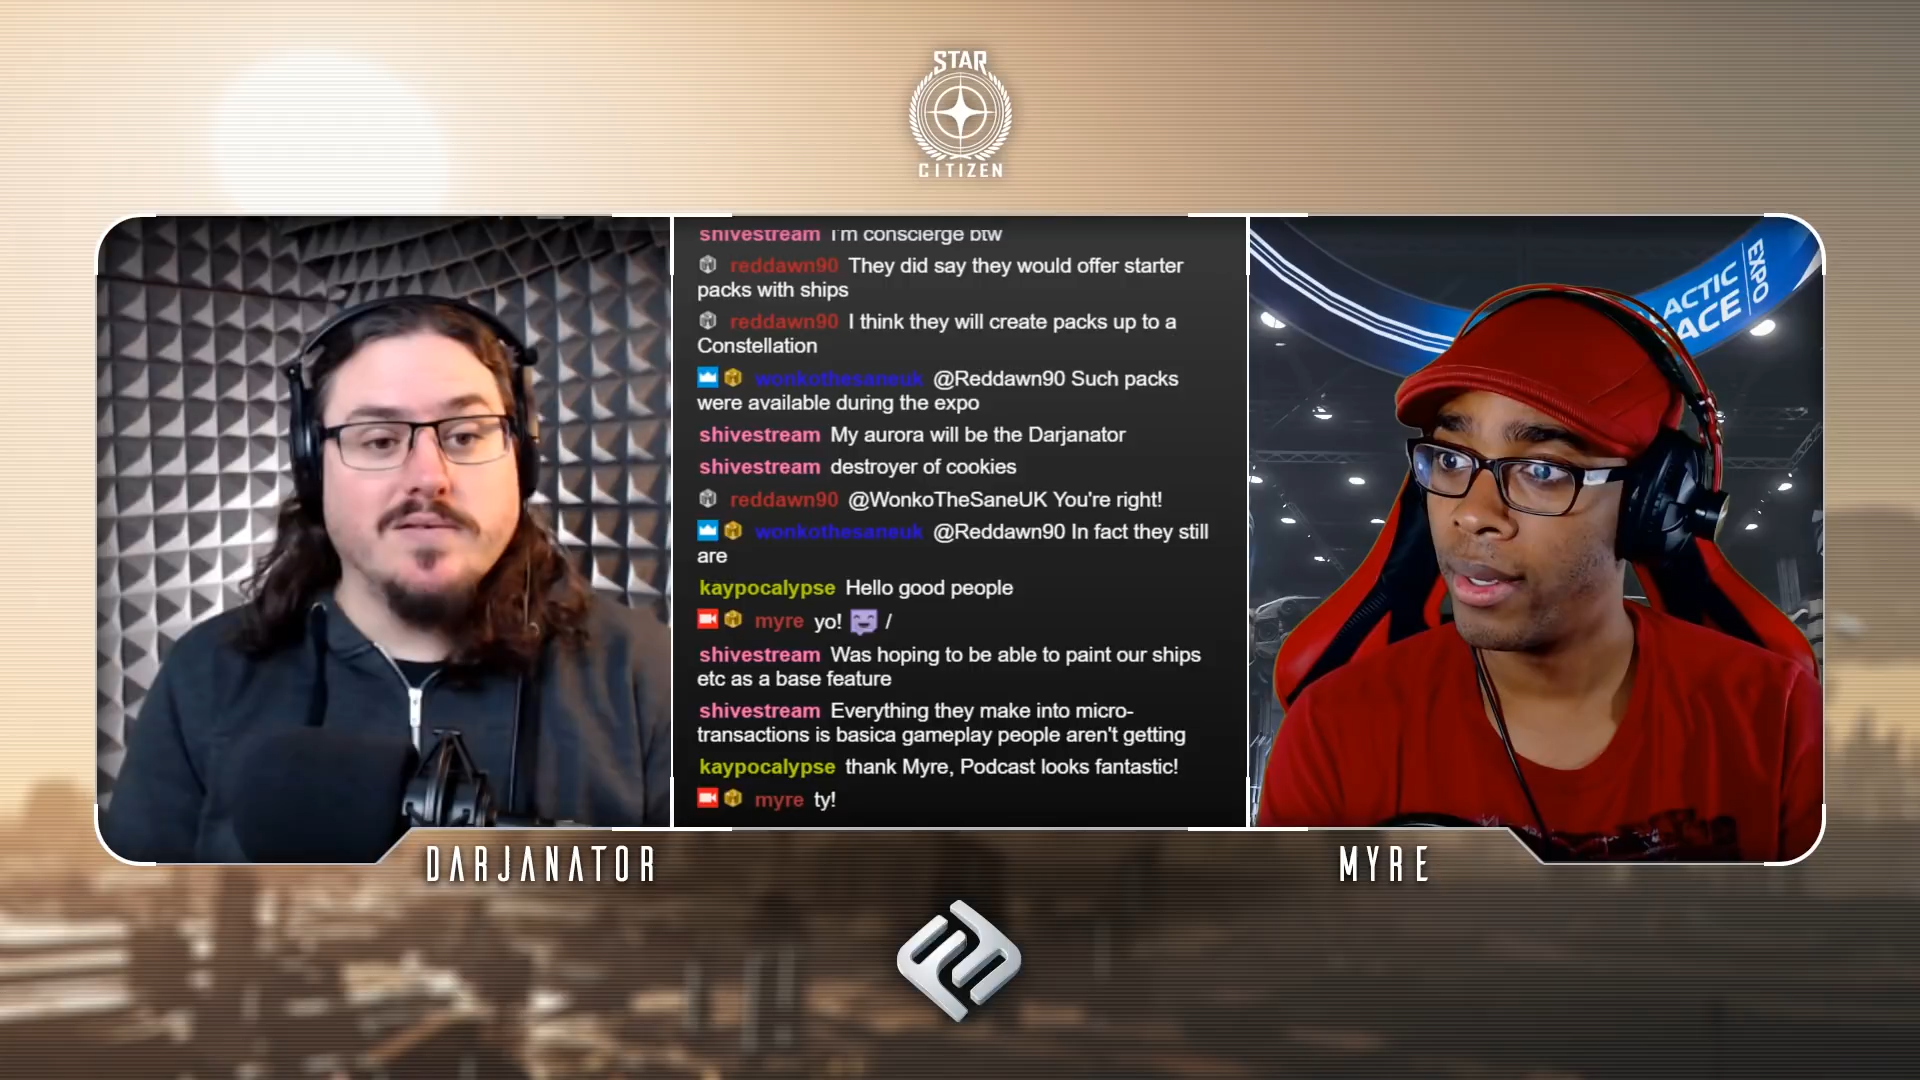 STAR
CITIZEN
shivestream I'm conscierge btw
reddawn90 They did say they would offer starter
packs with ships
reddawn90 I think they will create packs up to a
Constellation
wonkothesaneuk @Reddawn90 Such packs
were available during the expo
shivestream My aurora will be the Darjanator
shivestream destroyer of cookies
reddawn90 @WonkoTheSaneUK You're right!
wonkothesaneuk @Reddawn90 In fact they still
are
kaypocalypse Hello good people
myre yo! /
shivestream Was hoping to be able to paint our ships
etc as a base feature
shivestream Everything they make into micro-
transactions is basica gameplay people aren't getting
kaypocalypse thank Myre, Podcast looks fantastic!
myre ty!
ACTIC
ACE
EXPO
DARJANATOR
MYRE